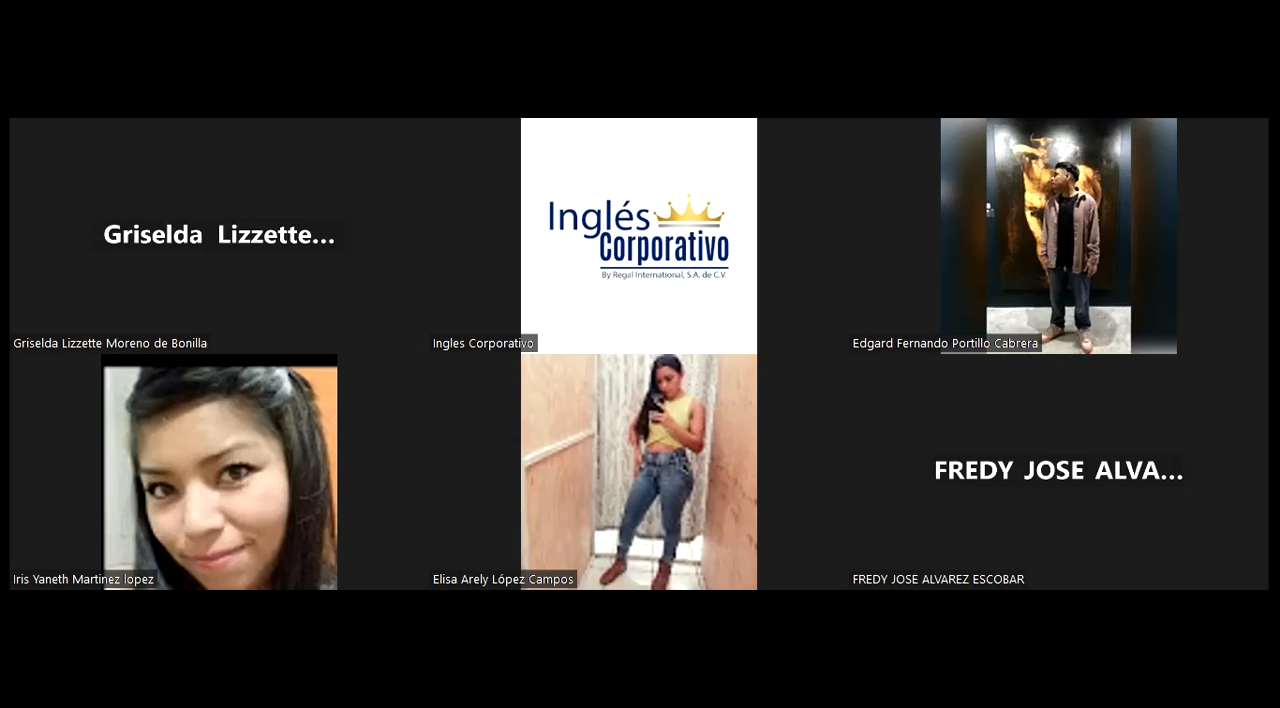 Griselda Lizzette...
Griselda Lizzette Moreno de Bonilla
Inglés
Corporativo
By Regal International, S.A. de C.V.
Ingles Corporativo
Edgard Fernando Portillo Cabrera
Iris Yaneth Martinez lopez
Elisa Arely López Campos
FREDY JOSE ALVA...
FREDY JOSE ALVAREZ ESCOBAR